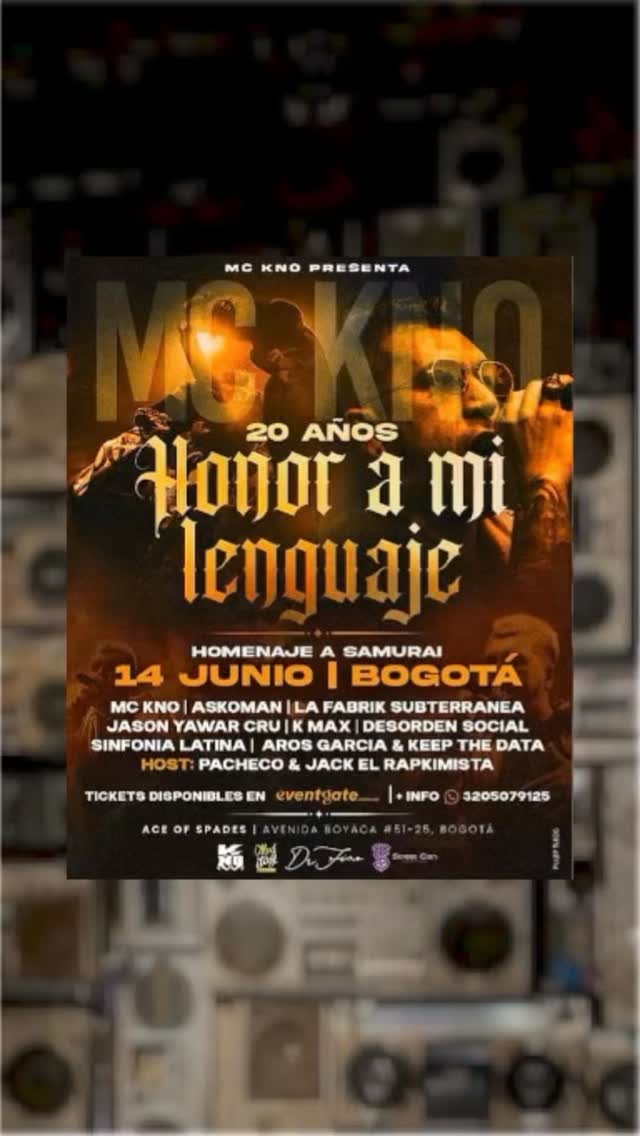 MC KNO PRESENTA
MC KNO
20 AÑOS
Honor a mi
lenguaje
HOMENAJE A SAMURAI
14 JUNIO | BOGOTÁ
MC KNO | ASKOMAN | LA FABRIK SUBTERRANEA
JASON YAWAR CRU | K MAX | DESORDEN SOCIAL
SINFONIA LATINA | AROS GARCIA & KEEP THE DATA
HOST: PACHECO & JACK EL RAPKIMISTA
TICKETS DISPONIBLES EN eventgate | + INFO 3205079125
ACE OF SPADES | AVENIDA BOYACA #51-25, BOGOTÁ